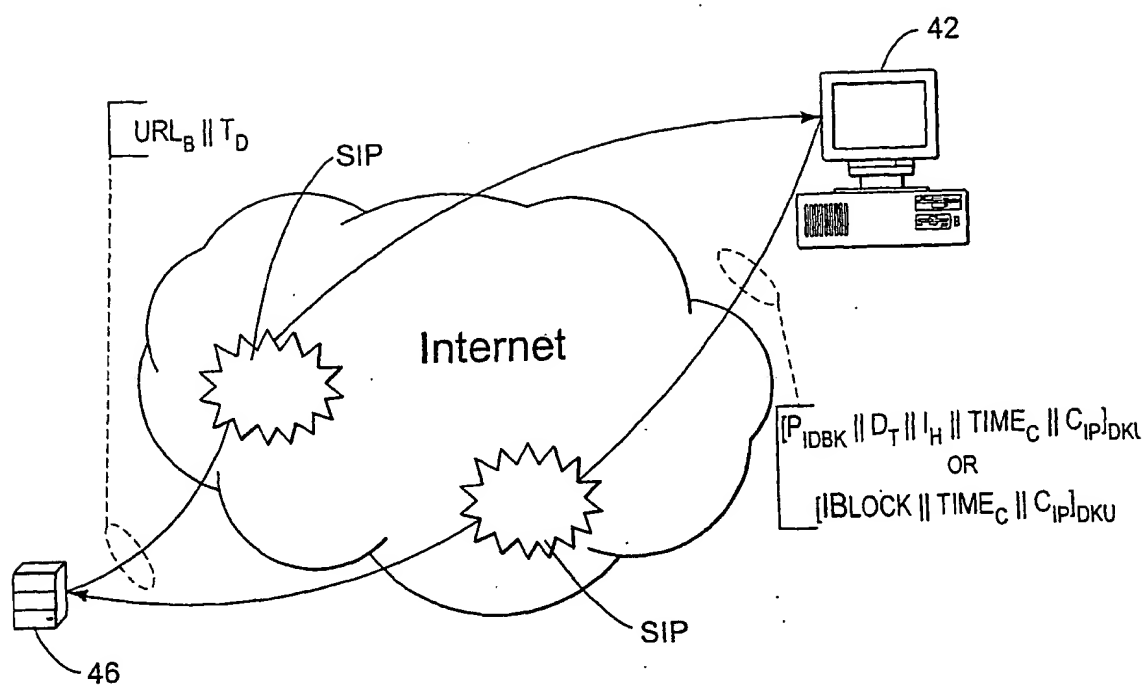 42
URL_B || T_D
SIP
Internet
[P_IDBK || D_T || I_H || TIME_C || C_IP]_DKU
OR
[IBLOCK || TIME_C || C_IP]_DKU
SIP
46